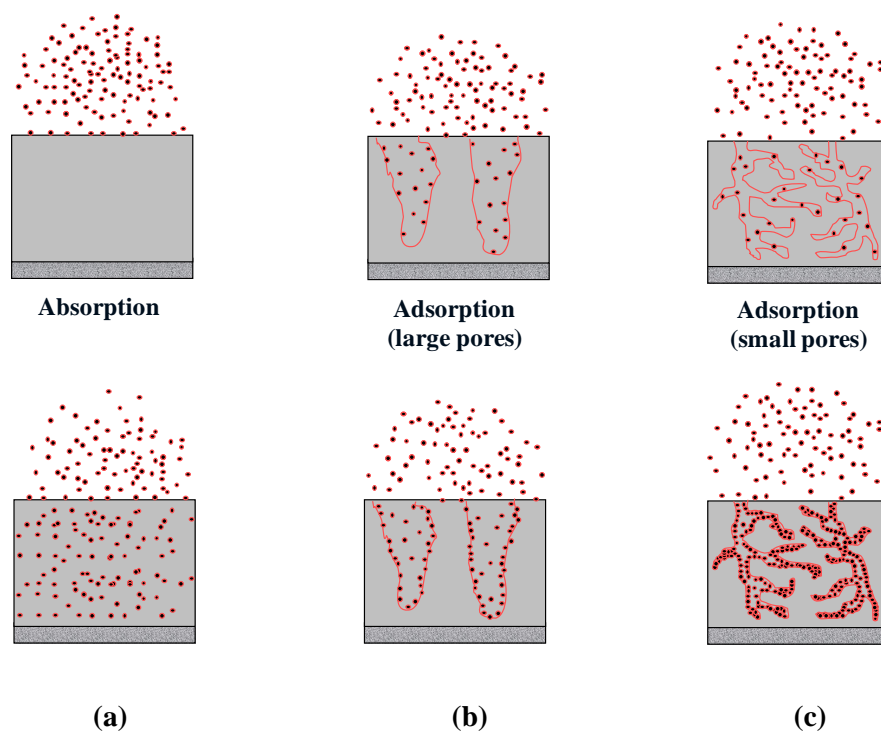 Absorption
Adsorption
(large pores)
Adsorption
(small pores)
(a)
(b)
(c)